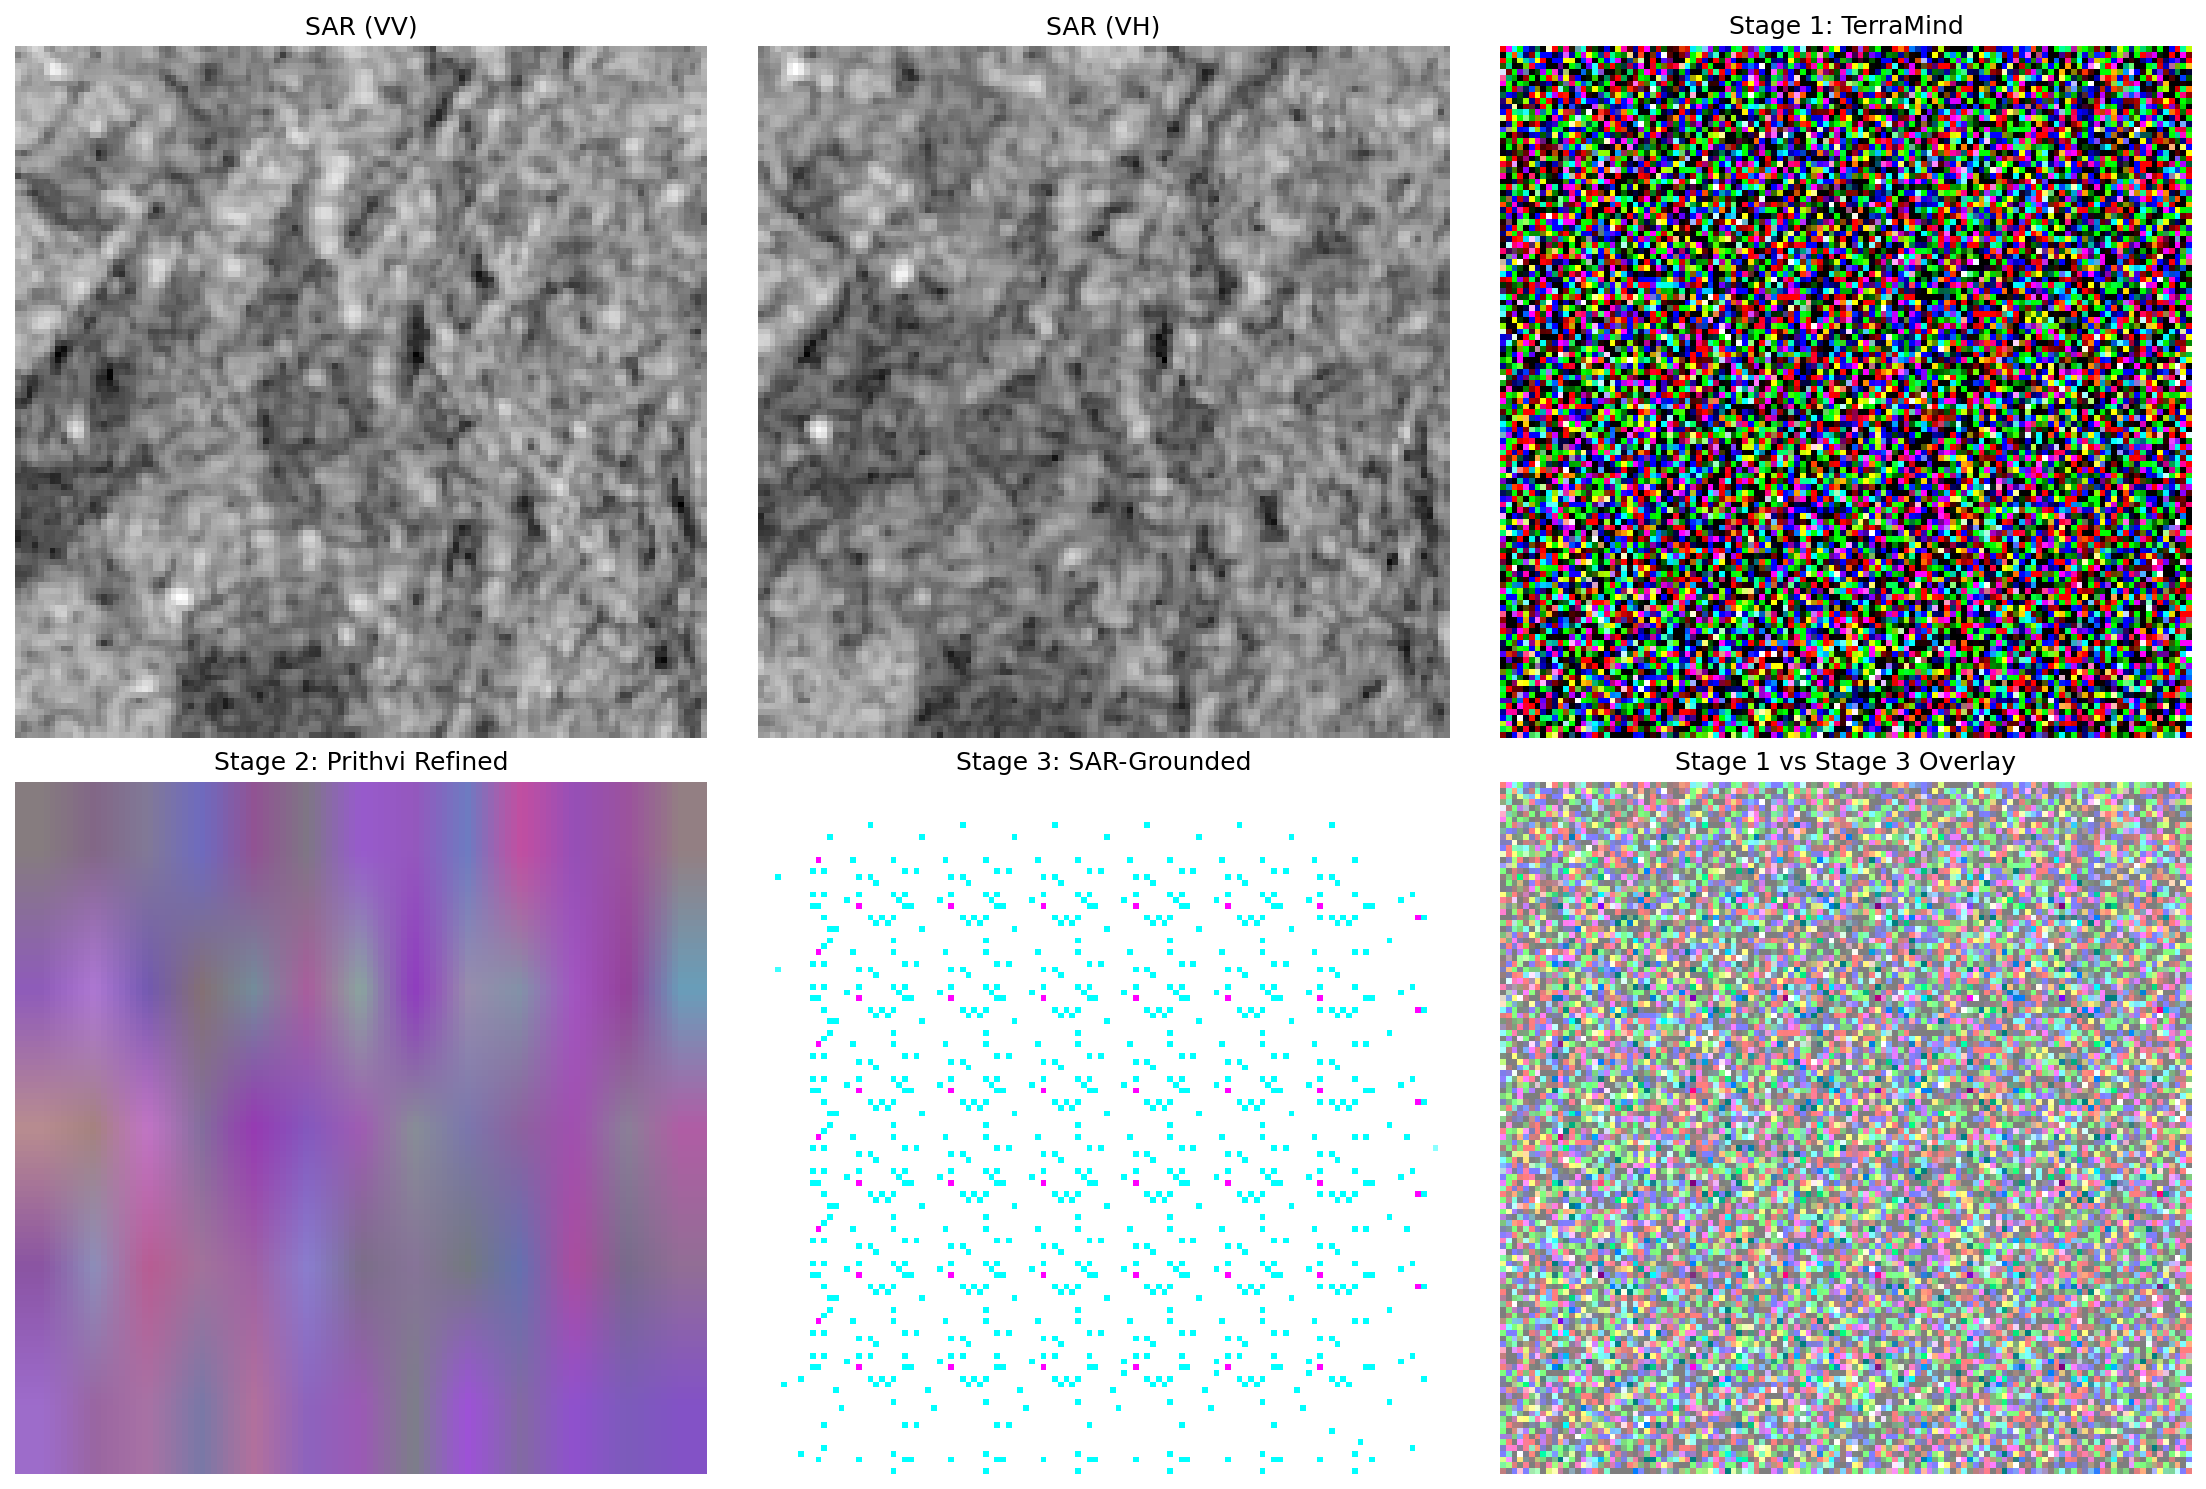 SAR (VV)
SAR (VH)
Stage 1: TerraMind
Stage 2: Prithvi Refined
Stage 3: SAR-Grounded
Stage 1 vs Stage 3 Overlay